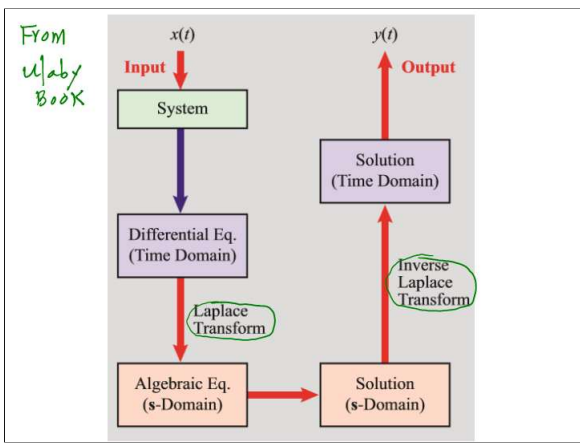 From
Ulaby
Book
x(t)
Input
System
Differential Eq.
(Time Domain)
Laplace
Transform
Algebraic Eq.
(s-Domain)
Solution
(s-Domain)
Inverse
Laplace
Transform
Solution
(Time Domain)
Output
y(t)